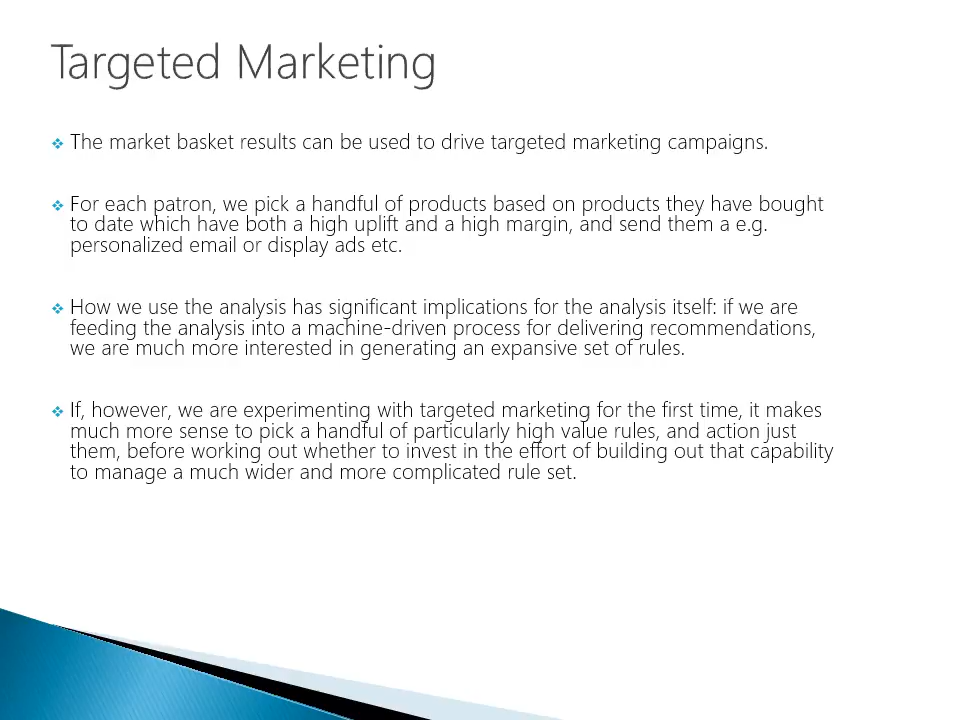 Targeted Marketing
❖ The market basket results can be used to drive targeted marketing campaigns.
❖ For each patron, we pick a handful of products based on products they have bought
to date which have both a high uplift and a high margin, and send them a e.g.
personalized email or display ads etc.
❖ How we use the analysis has significant implications for the analysis itself: if we are
feeding the analysis into a machine-driven process for delivering recommendations,
we are much more interested in generating an expansive set of rules.
❖ If, however, we are experimenting with targeted marketing for the first time, it makes
much more sense to pick a handful of particularly high value rules, and action just
them, before working out whether to invest in the effort of building out that capability
to manage a much wider and more complicated rule set.